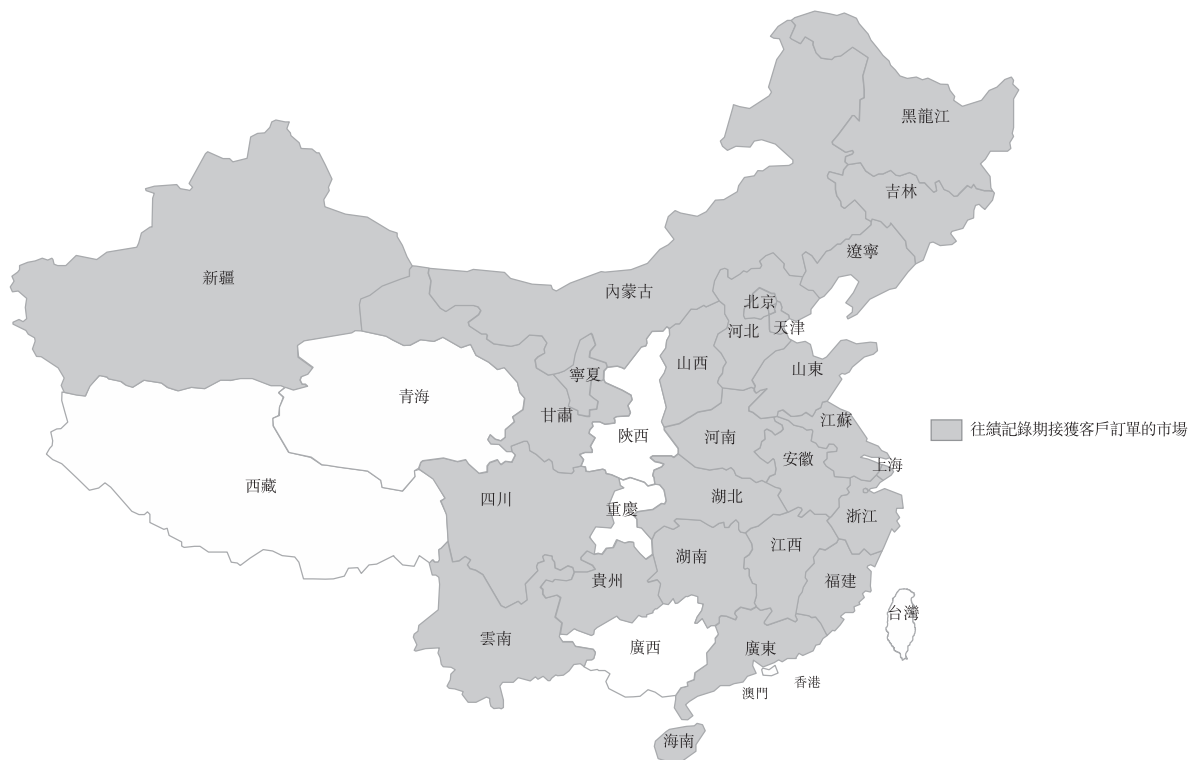 黑龍江
吉林
遼寧
新疆
內蒙古
北京
河北
天津
山西
山東
寧夏
青海
甘肅
江蘇
陝西
河南
往績記錄期接獲客戶訂單的市場
安徽
上海
西藏
四川
湖北
重慶
浙江
江西
湖南
貴州
福建
台灣
雲南
廣西
廣東
香港
澳門
海南